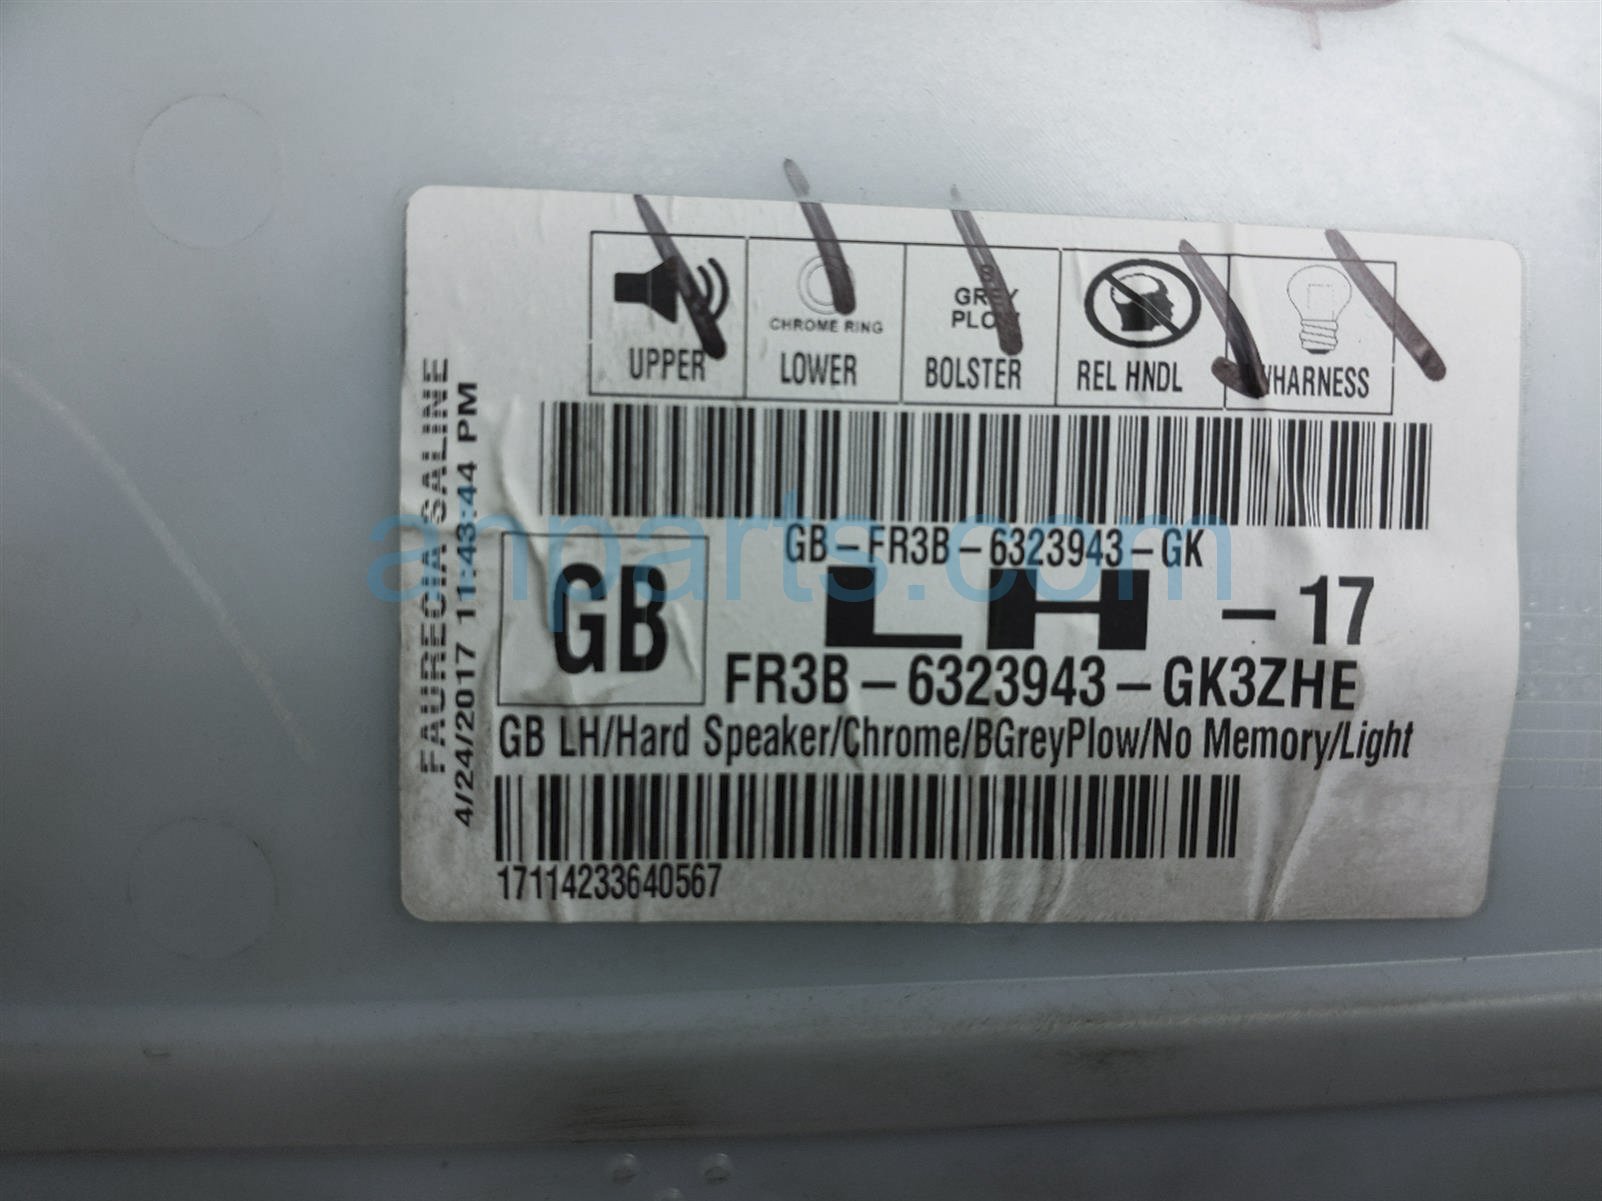 GREY
CHROME RING PLOW
UPPER LOWER BOLSTER REL HNDL /HARNESS
FAURECIA SALINE
4/24/2017 11:43:44 PM
GB-FR3B-6323943-GK
anparts.com
GB LH -17
FR3B-6323943-GK3ZHE
GB LH/Hard Speaker/Chrome/BGreyPlow/No Memory/Light
17114233640567